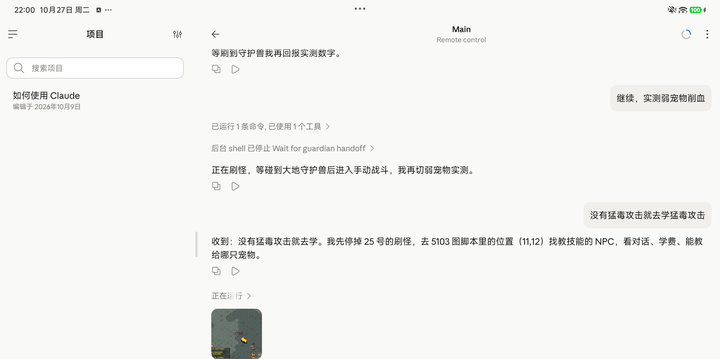 22:00 10月27日 周二
100
项目
搜索项目
如何使用 Claude
编辑于 2026年10月9日
Main
Remote control
等刷到守护兽我再回报实测数字。
继续，实测弱宠物削血
已运行 1 条命令, 已使用 1 个工具
后台 shell 已停止 Wait for guardian handoff
正在刷怪，等碰到大地守护兽后进入手动战斗，我再切弱宠物实测。
没有猛毒攻击就去学猛毒攻击
收到：没有猛毒攻击就去学。我先停掉 25 号的刷怪，去 5103 图脚本里的位置（11,12）找教技能的 NPC，看对话、学费、能教
给哪只宠物。
正在运行